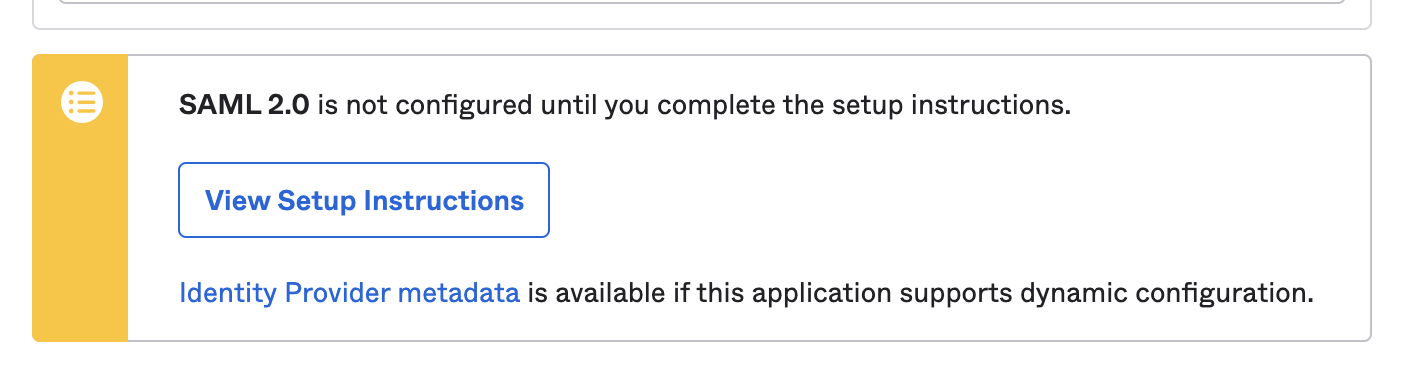 SAML 2.0 is not configured until you complete the setup instructions.
View Setup Instructions
Identity Provider metadata is available if this application supports dynamic configuration.